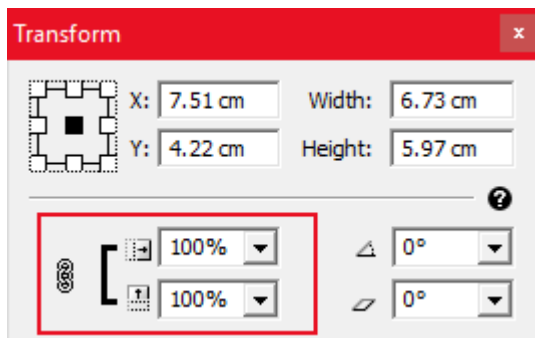 Transform x
X: 7.51 cm Width: 6.73 cm
Y: 4.22 cm Height: 5.97 cm
?
100% 0°
100% 0°